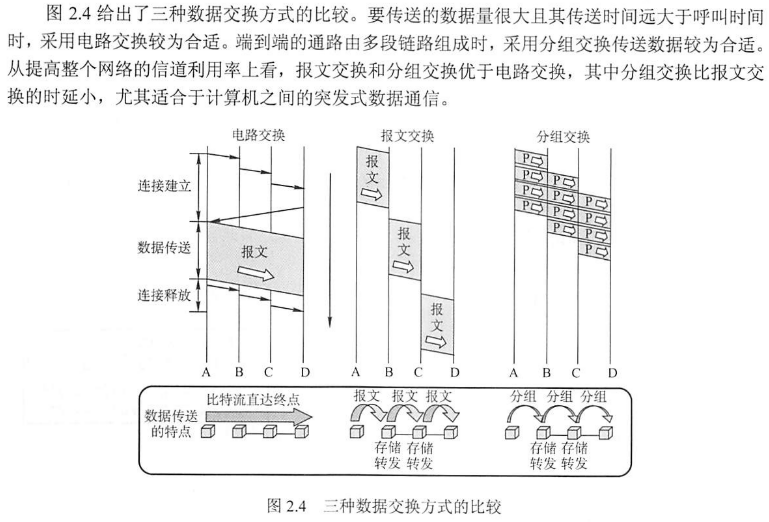 图 2.4 给出了三种数据交换方式的比较。要传送的数据量很大且其传送时间远大于呼叫时间
时，采用电路交换较为合适。端到端的通路由多段链路组成时，采用分组交换传送数据较为合适。
从提高整个网络的信道利用率上看，报文交换和分组交换优于电路交换，其中分组交换比报文交
换的时延小，尤其适合于计算机之间的突发式数据通信。
电路交换 报文交换 分组交换
连接建立
数据传送
连接释放
报文
报文
报文
报文
P
P P
P P P
P P P
P P
P
A B C D A B C D A B C D
数据传送
的特点
比特流直达终点
报文 报文 报文
存储 存储
转发 转发
分组 分组 分组
存储 存储
转发 转发
图 2.4 三种数据交换方式的比较